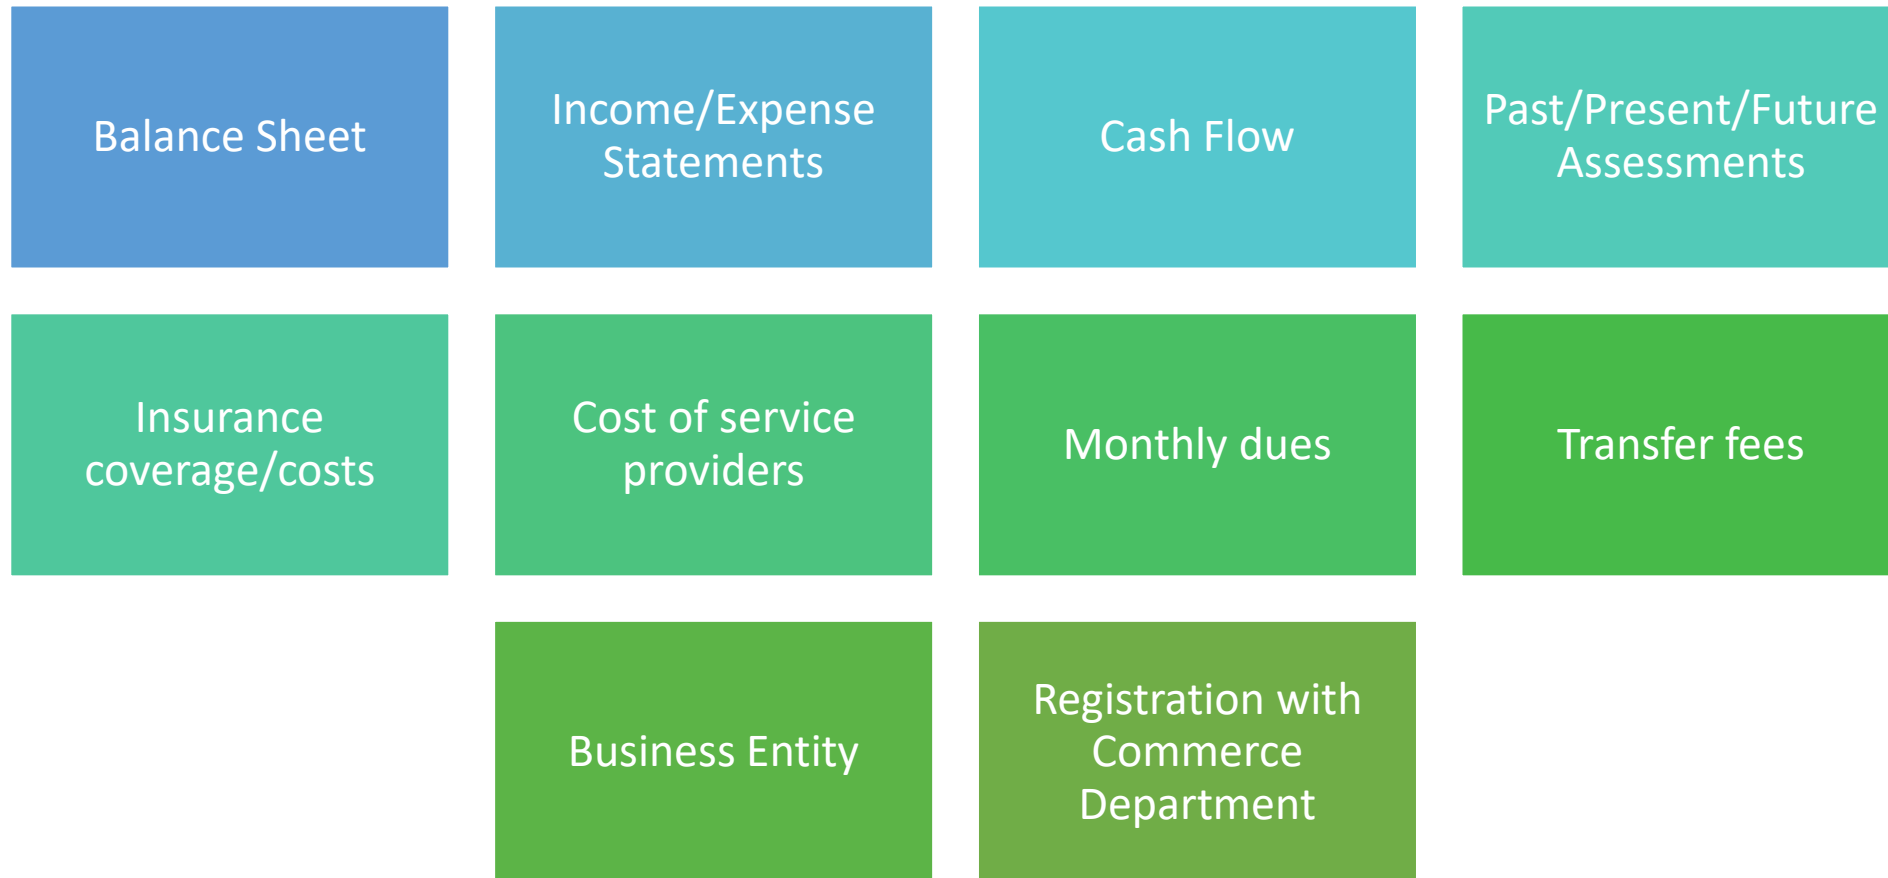 Balance Sheet
Income/Expense
Statements
Cash Flow
Past/Present/Future
Assessments
Insurance
coverage/costs
Cost of service
providers
Monthly dues
Transfer fees
Business Entity
Registration with
Commerce
Department